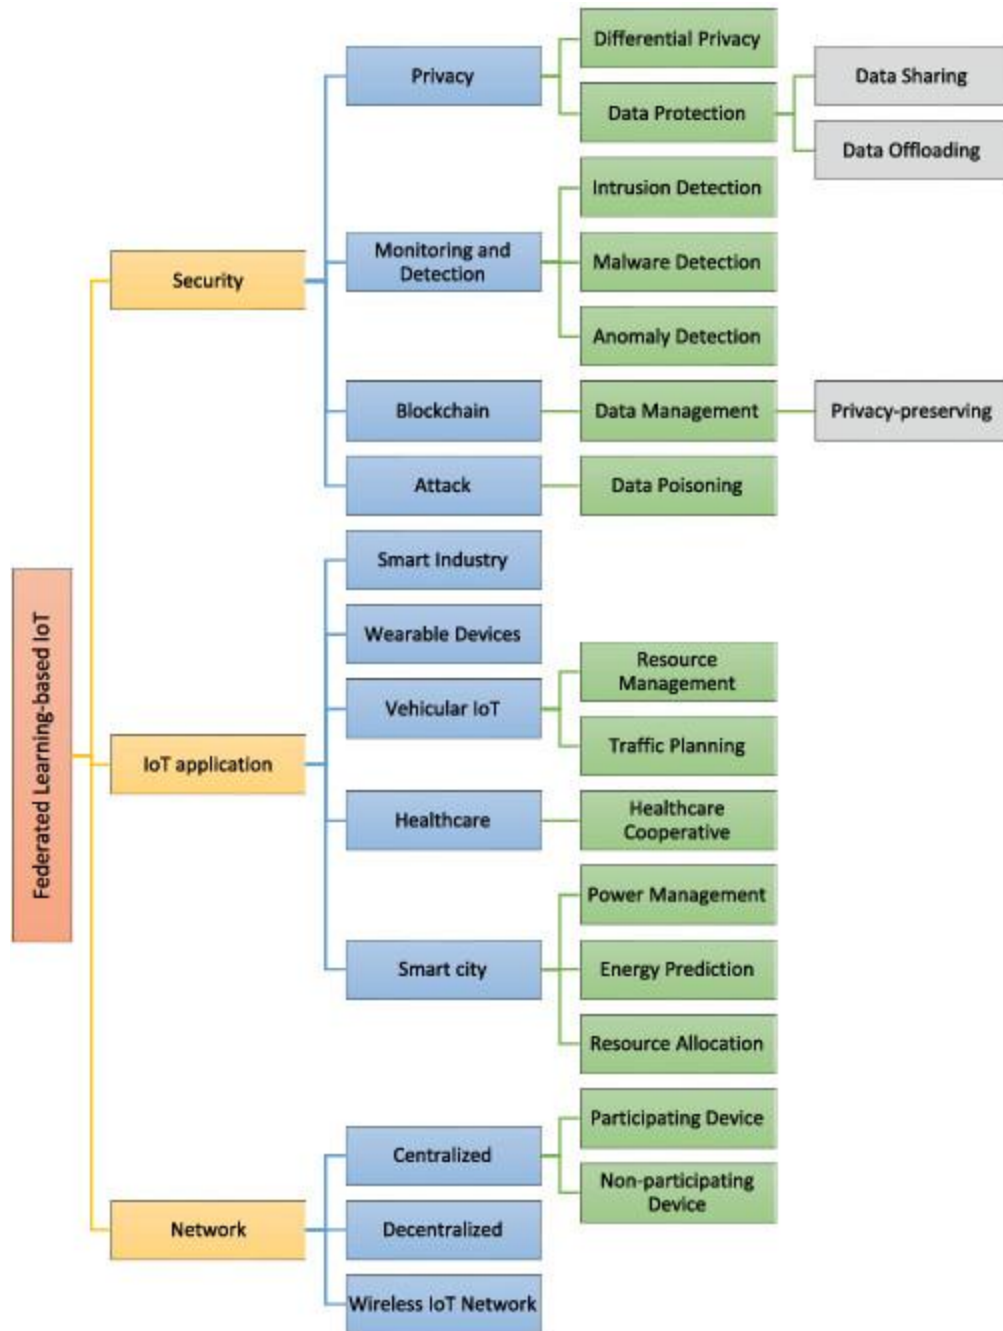 Differential Privacy
Privacy
Data Sharing
Data Protection
Data Offloading
Intrusion Detection
Monitoring and
Detection
Malware Detection
Security
Anomaly Detection
Blockchain
Data Management
Privacy-preserving
Attack
Data Poisoning
Federated Learning-based IoT
Smart Industry
Wearable Devices
Resource
Management
Vehicular IoT
Traffic Planning
IoT application
Healthcare
Healthcare
Cooperative
Power Management
Smart city
Energy Prediction
Resource Allocation
Participating Device
Centralized
Non-participating
Device
Network
Decentralized
Wireless IoT Network